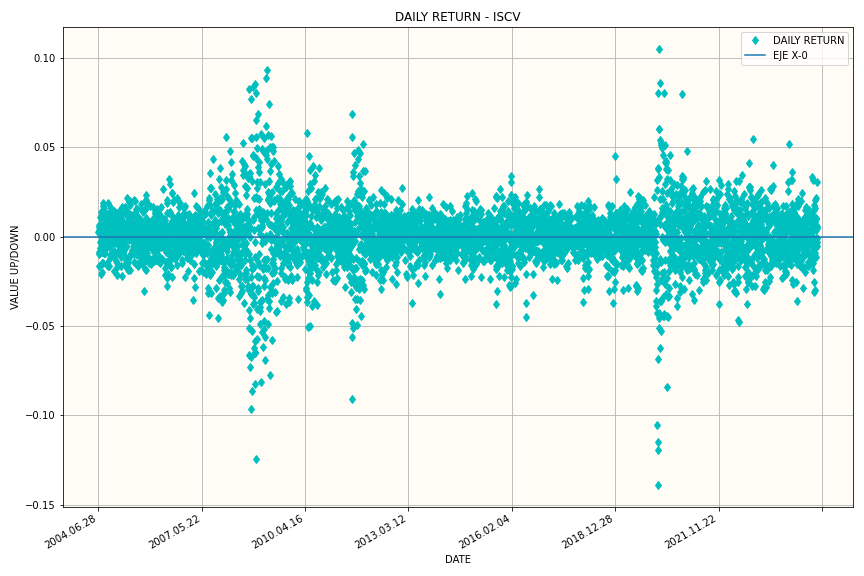 DAILY RETURN - ISCV
DAILY RETURN
EJE X-0
0.10
0.05
0.00
−0.05
−0.10
−0.15
VALUE UP/DOWN
2004.06.28
2007.05.22
2010.04.16
2013.03.12
2016.02.04
2018.12.28
2021.11.22
DATE